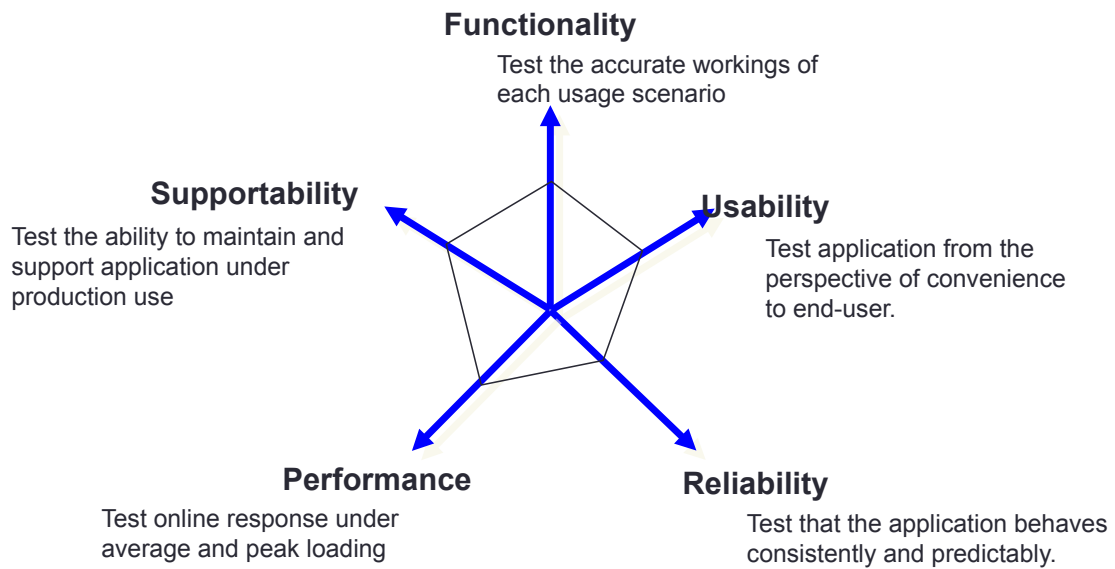 Functionality
Test the accurate workings of
each usage scenario
Supportability
Test the ability to maintain and
support application under
production use
Usability
Test application from the
perspective of convenience
to end-user.
Performance
Test online response under
average and peak loading
Reliability
Test that the application behaves
consistently and predictably.